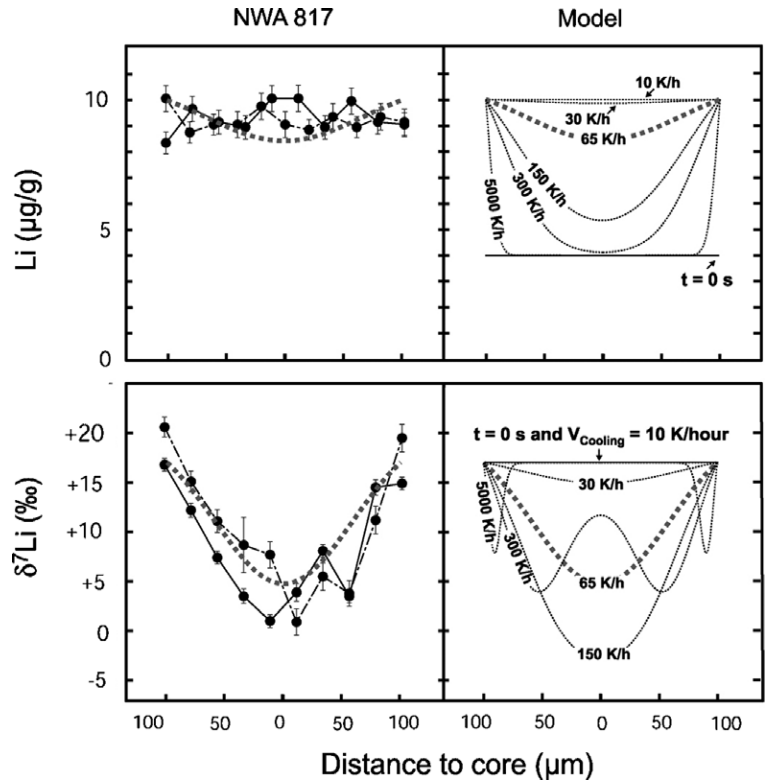 NWA 817
Model
Li (µg/g)
10
5
0
10 K/h
30 K/h
65 K/h
150 K/h
300 K/h
5000 K/h
t = 0 s
δ⁷Li (‰)
+20
+15
+10
+5
0
-5
t = 0 s and V_Cooling = 10 K/hour
30 K/h
5000 K/h
300 K/h
65 K/h
150 K/h
100 50 0 50 100 100 50 0 50 100
Distance to core (µm)